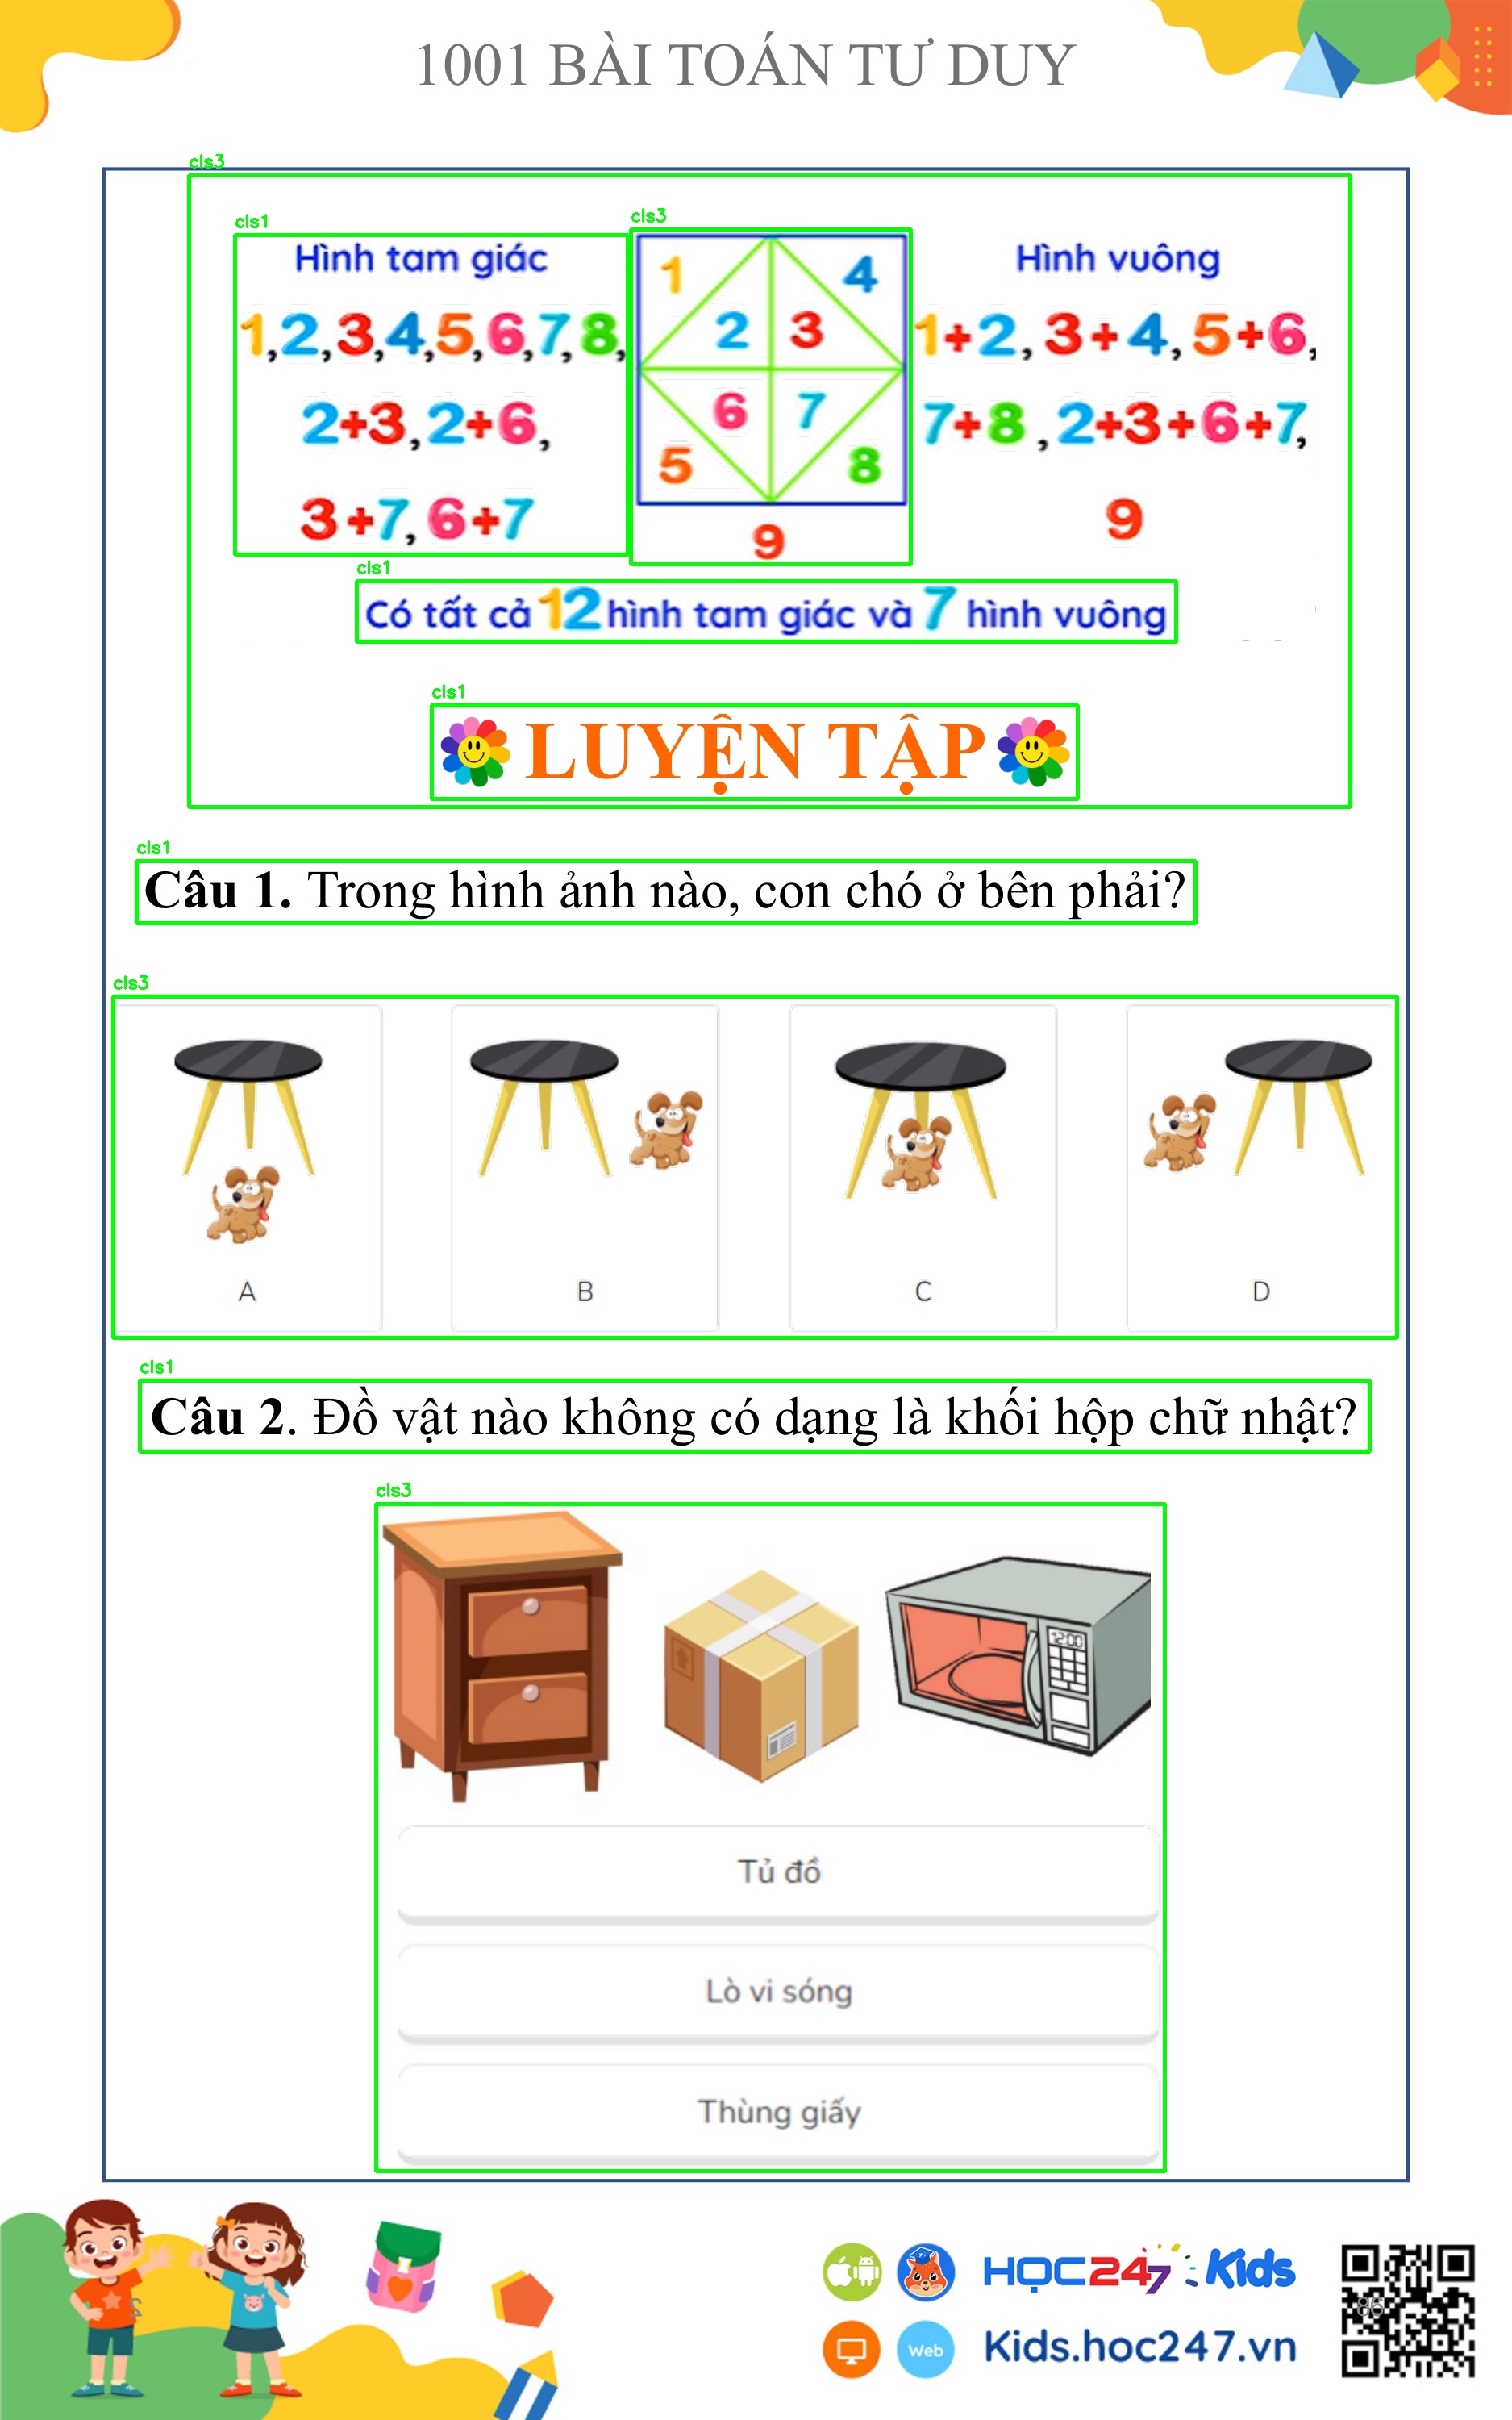 1001 BÀI TOÁN TƯ DUY
cls3
cls1
Hình tam giác
1,2,3,4,5,6,7,8,
2+3,2+6,
3+7,6+7
cls3
1
4
2
3
6
7
5
8
9
Hình vuông
1+2,3+4,5+6,
7+8,2+3+6+7,
9
cls1
Có tất cả 12 hình tam giác và 7 hình vuông
cls1
LUYỆN TẬP
cls1
Câu 1. Trong hình ảnh nào, con chó ở bên phải?
cls3
A
B
C
D
cls1
Câu 2. Đồ vật nào không có dạng là khối hộp chữ nhật?
cls3
12:00
Tủ đồ
Lò vi sóng
Thùng giấy
2
HỌC247 Kids
86
Web
Kids.hoc247.vn